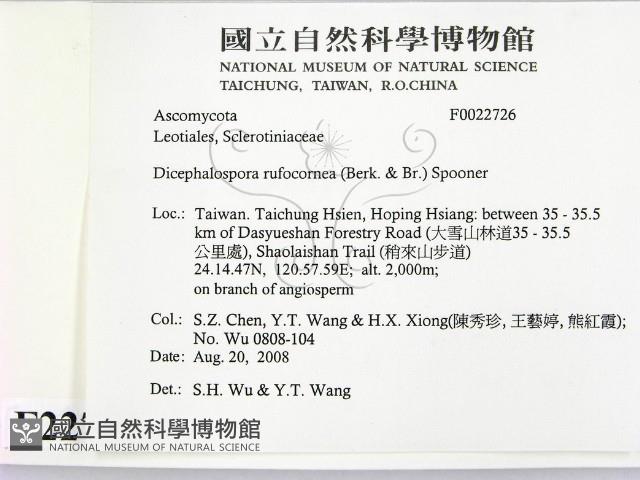 國立自然科學博物館
NATIONAL MUSEUM OF NATURAL SCIENCE
TAICHUNG, TAIWAN, R.O.CHINA
Ascomycota F0022726
Leotiales, Sclerotiniaceae
Dicephalospora rufocornea (Berk. & Br.) Spooner
Loc.: Taiwan. Taichung Hsien, Hoping Hsiang: between 35 - 35.5
km of Dasyueshan Forestry Road (大雪山林道35 - 35.5
公里處), Shaolaishan Trail (稍來山步道)
24.14.47N, 120.57.59E; alt. 2,000m;
on branch of angiosperm
Col.: S.Z. Chen, Y.T. Wang & H.X. Xiong(陳秀珍, 王藝婷, 熊紅霞);
No. Wu 0808-104
Date: Aug. 20, 2008
Det.: S.H. Wu & Y.T. Wang
國立自然科學博物館
NATIONAL MUSEUM OF NATURAL SCIENCE